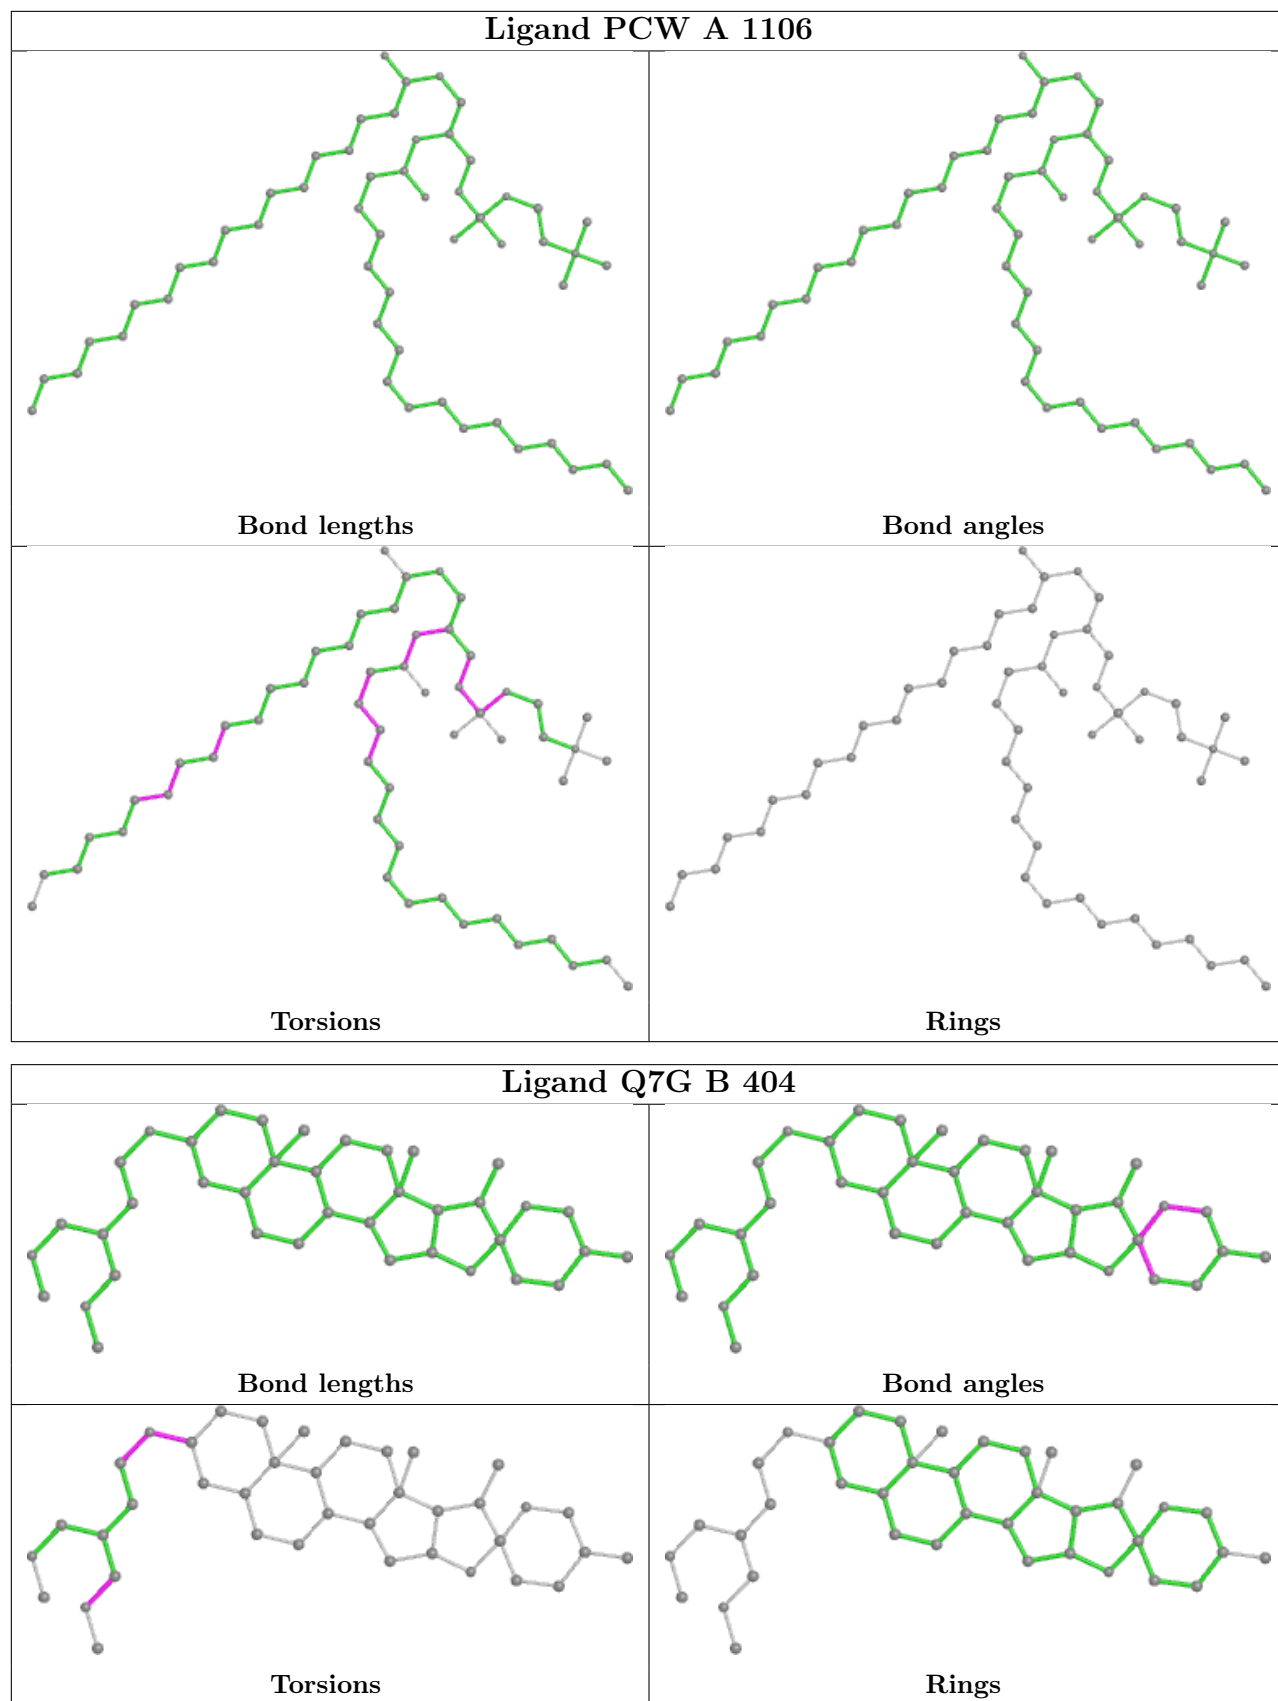 Ligand PCW A 1106
Bond lengths
Bond angles
Torsions
Rings
Ligand Q7G B 404
Bond lengths
Bond angles
Torsions
Rings